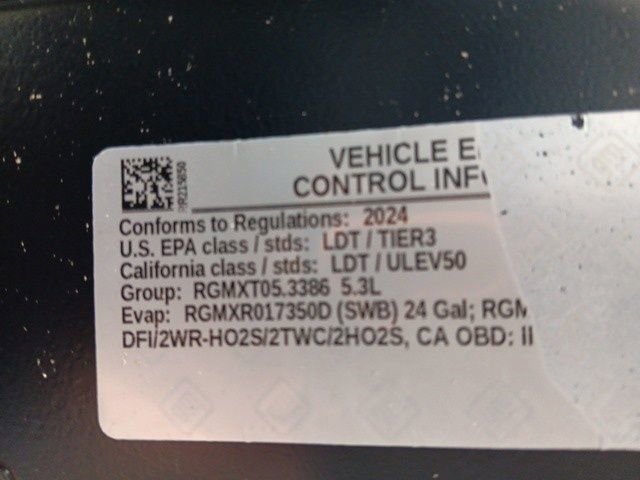 VEHICLE E
CONTROL INF
Conforms to Regulations: 2024
U.S. EPA class / stds: LDT / TIER3
California class / stds: LDT / ULEV50
Group: RGMXT05.3386 5.3L
Evap: RGMXR017350D (SWB) 24 Gal; RGM
DFI/2WR-HO2S/2TWC/2HO2S, CA OBD: II